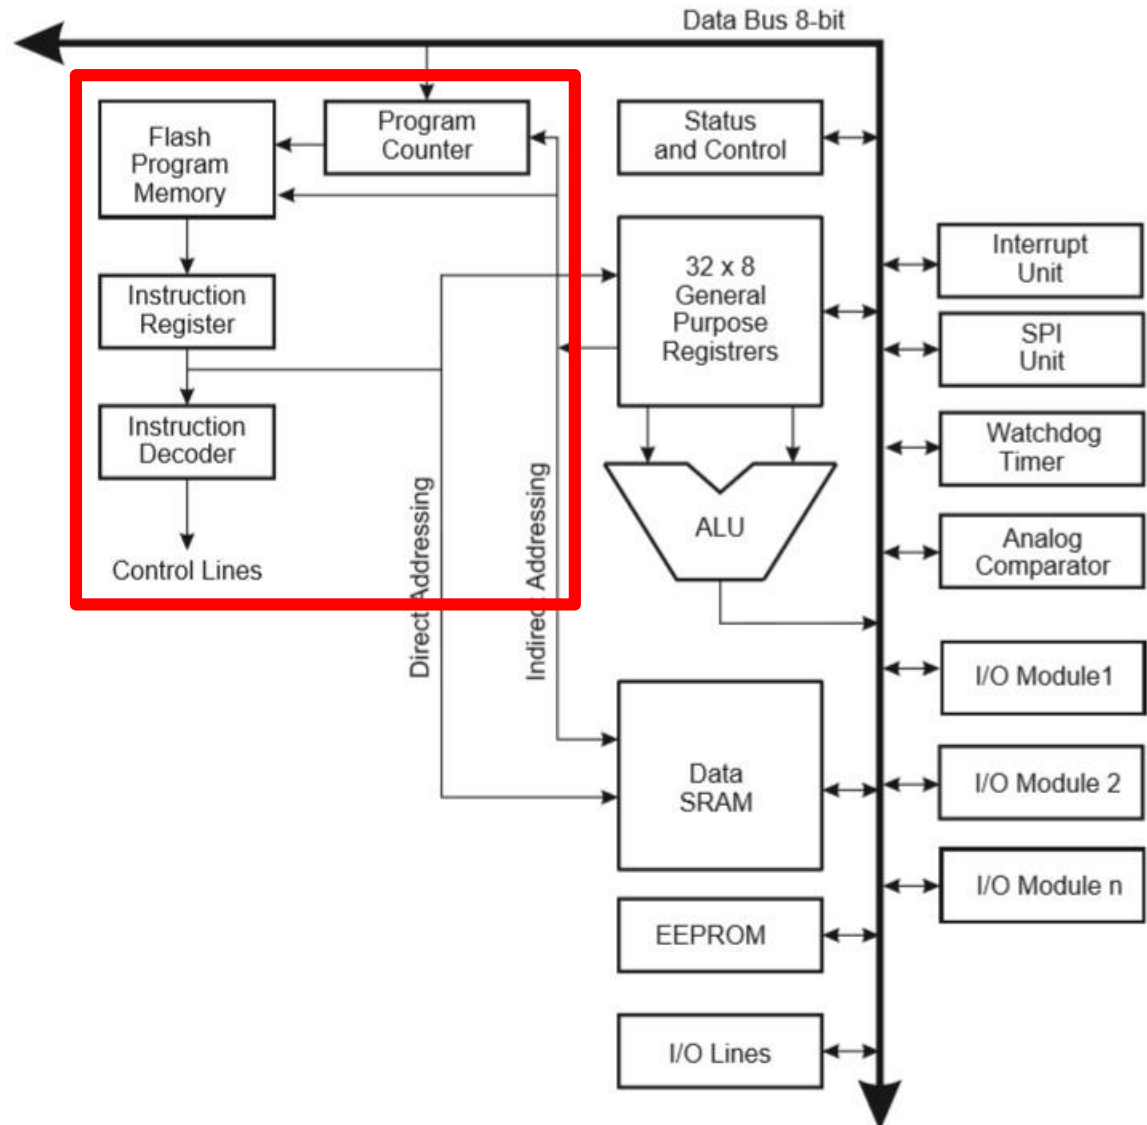 Data Bus 8-bit
Flash
Program
Memory
Program
Counter
Status
and Control
Instruction
Register
32 x 8
General
Purpose
Registrers
Interrupt
Unit
SPI
Unit
Instruction
Decoder
Watchdog
Timer
Control Lines
ALU
Analog
Comparator
Direct Addressing
Indirect Addressing
I/O Module1
Data
SRAM
I/O Module 2
I/O Module n
EEPROM
I/O Lines